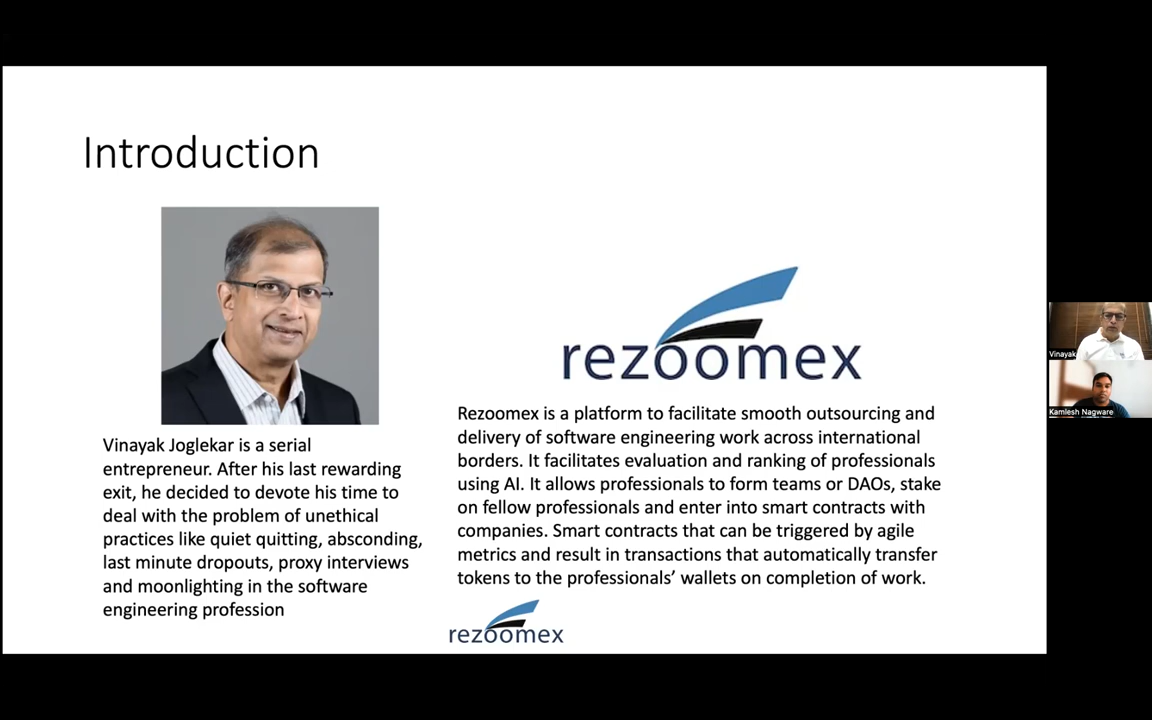 Introduction
Vinayak Joglekar is a serial
entrepreneur. After his last rewarding
exit, he decided to devote his time to
deal with the problem of unethical
practices like quiet quitting, absconding,
last minute dropouts, proxy interviews
and moonlighting in the software
engineering profession
rezoomex
Rezoomex is a platform to facilitate smooth outsourcing and
delivery of software engineering work across international
borders. It facilitates evaluation and ranking of professionals
using AI. It allows professionals to form teams or DAOs, stake
on fellow professionals and enter into smart contracts with
companies. Smart contracts that can be triggered by agile
metrics and result in transactions that automatically transfer
tokens to the professionals’ wallets on completion of work.
rezoomex
Vinayak
Kamlesh Nagware